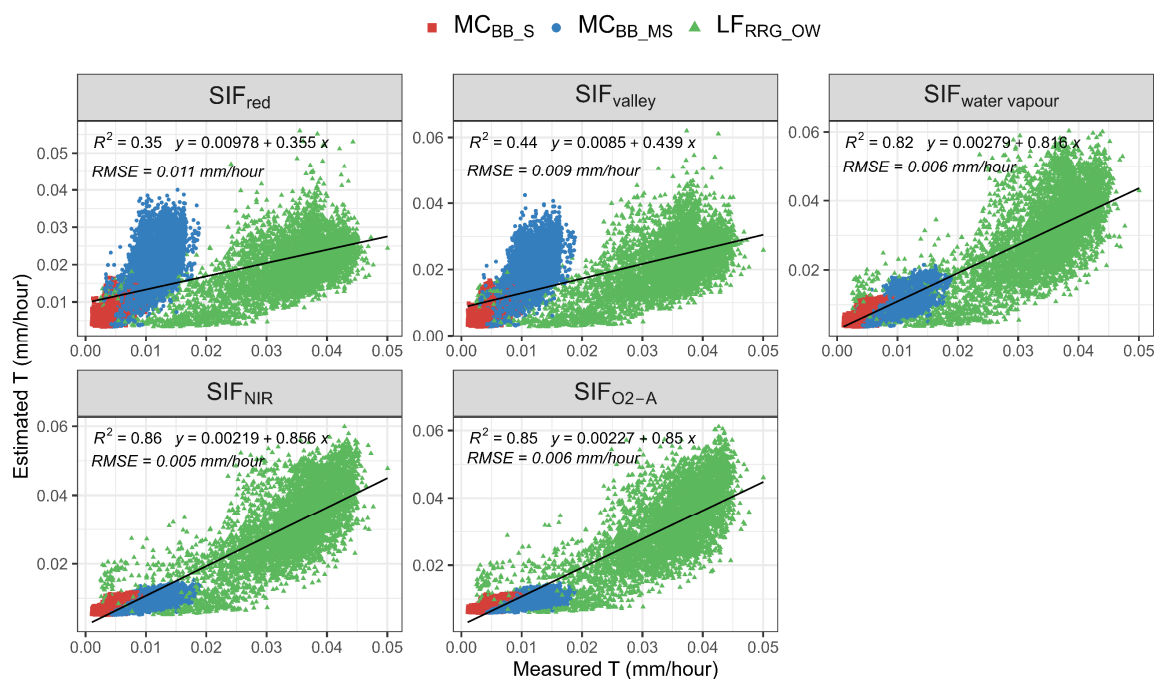 MC_BB_S MC_BB_MS LF_RRG_OW
SIF_red
R² = 0.35 y = 0.00978 + 0.355 x
RMSE = 0.011 mm/hour
0.05
0.04
0.03
0.02
0.01
0.00 0.01 0.02 0.03 0.04 0.05
SIF_valley
R² = 0.44 y = 0.0085 + 0.439 x
RMSE = 0.009 mm/hour
0.06
0.04
0.02
0.00
0.00 0.01 0.02 0.03 0.04 0.05
SIF_water vapour
R² = 0.82 y = 0.00279 + 0.816 x
RMSE = 0.006 mm/hour
0.06
0.04
0.02
0.00 0.01 0.02 0.03 0.04 0.05
Estimated T (mm/hour)
SIF_NIR
R² = 0.86 y = 0.00219 + 0.856 x
RMSE = 0.005 mm/hour
0.06
0.04
0.02
0.00 0.01 0.02 0.03 0.04 0.05
SIF_O2−A
R² = 0.85 y = 0.00227 + 0.85 x
RMSE = 0.006 mm/hour
0.06
0.04
0.02
0.00 0.01 0.02 0.03 0.04 0.05
Measured T (mm/hour)